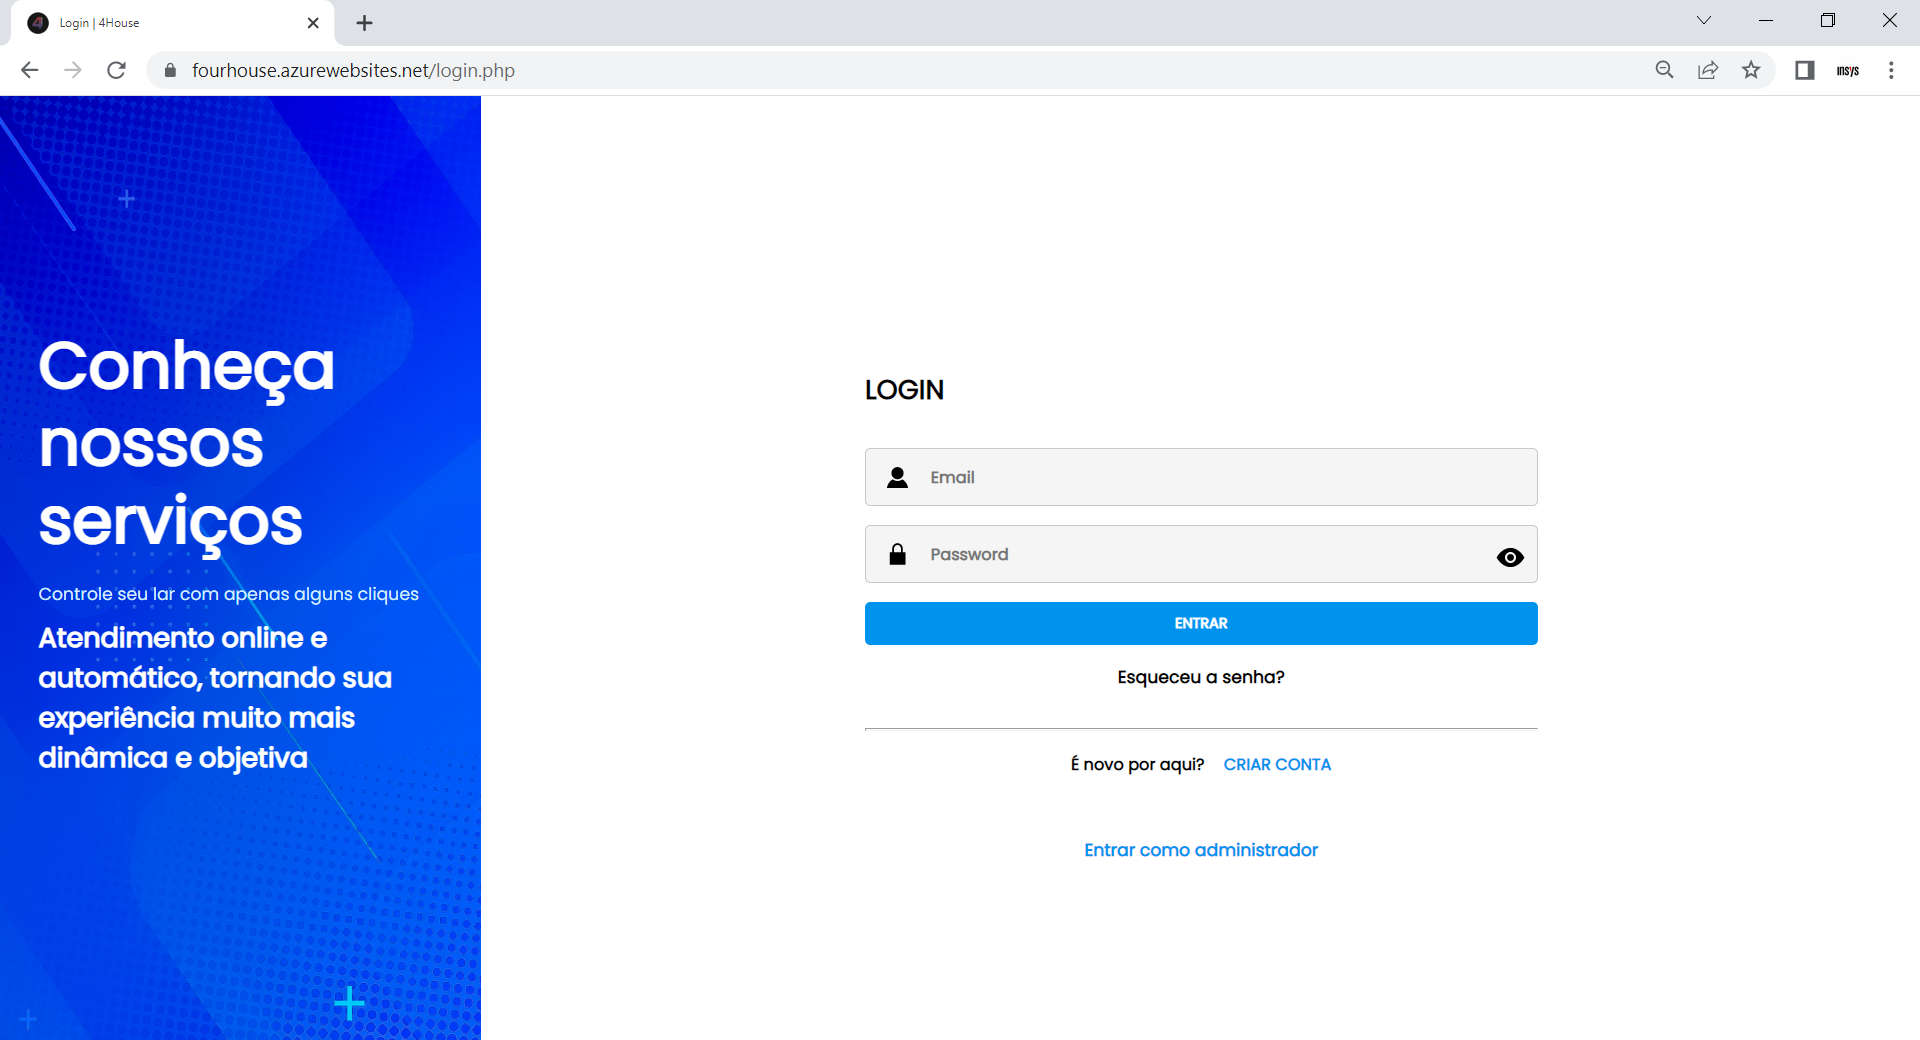 Login | 4House
fourhouse.azurewebsites.net/login.php
insys
Conheça
nossos
serviços
Controle seu lar com apenas alguns cliques
Atendimento online e
automático, tornando sua
experiência muito mais
dinâmica e objetiva
LOGIN
Email
Password
ENTRAR
Esqueceu a senha?
É novo por aqui? CRIAR CONTA
Entrar como administrador